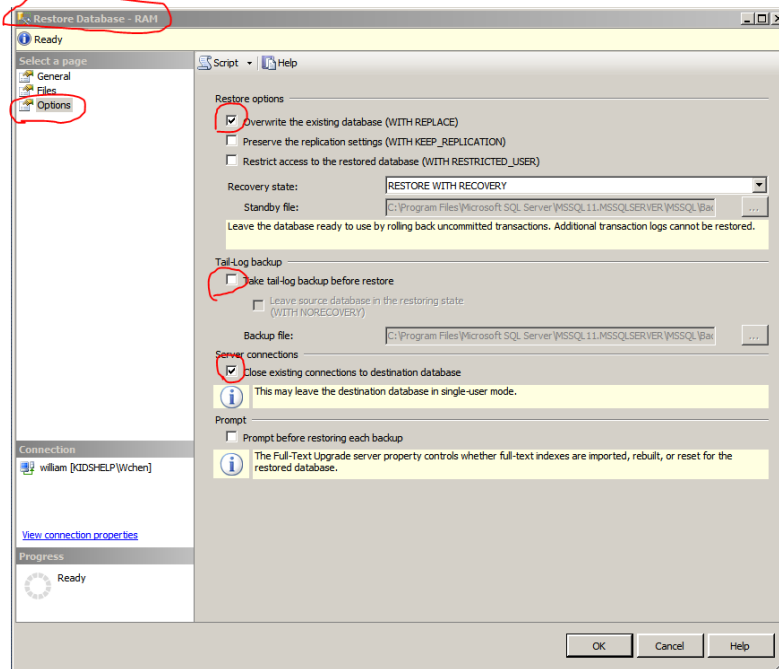 Restore Database - RAM
Ready
Select a page
General
Files
Options
Script
Help
Restore options
Overwrite the existing database (WITH REPLACE)
Preserve the replication settings (WITH KEEP_REPLICATION)
Restrict access to the restored database (WITH RESTRICTED_USER)
Recovery state:
RESTORE WITH RECOVERY
Standby file:
C:\Program Files\Microsoft SQL Server\MSSQL11.MSSQLSERVER\MSSQL\Bac
...
Leave the database ready to use by rolling back uncommitted transactions. Additional transaction logs cannot be restored.
Tail-Log backup
Take tail-log backup before restore
Leave source database in the restoring state
(WITH NORECOVERY)
Backup file:
C:\Program Files\Microsoft SQL Server\MSSQL11.MSSQLSERVER\MSSQL\Bac
...
Server connections
Close existing connections to destination database
This may leave the destination database in single-user mode.
Prompt
Prompt before restoring each backup
The Full-Text Upgrade server property controls whether full-text indexes are imported, rebuilt, or reset for the
restored database.
Connection
william [KIDSHELP\Wchen]
View connection properties
Progress
Ready
OK
Cancel
Help